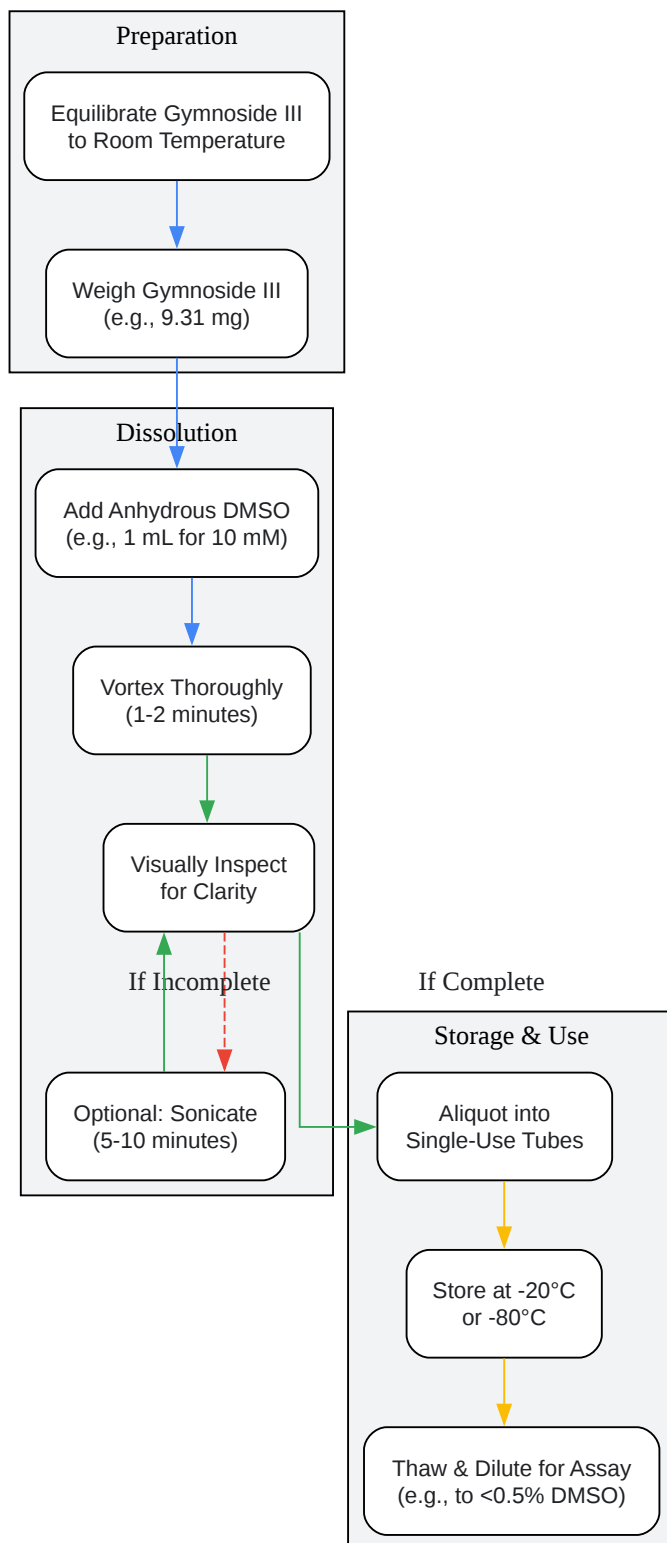 Preparation
Equilibrate Gymnoside III
to Room Temperature
Weigh Gymnoside III
(e.g., 9.31 mg)
Dissolution
Add Anhydrous DMSO
(e.g., 1 mL for 10 mM)
Vortex Thoroughly
(1-2 minutes)
Visually Inspect
for Clarity
If Incomplete
If Complete
Optional: Sonicate
(5-10 minutes)
Storage & Use
Aliquot into
Single-Use Tubes
Store at -20°C
or -80°C
Thaw & Dilute for Assay
(e.g., to <0.5% DMSO)